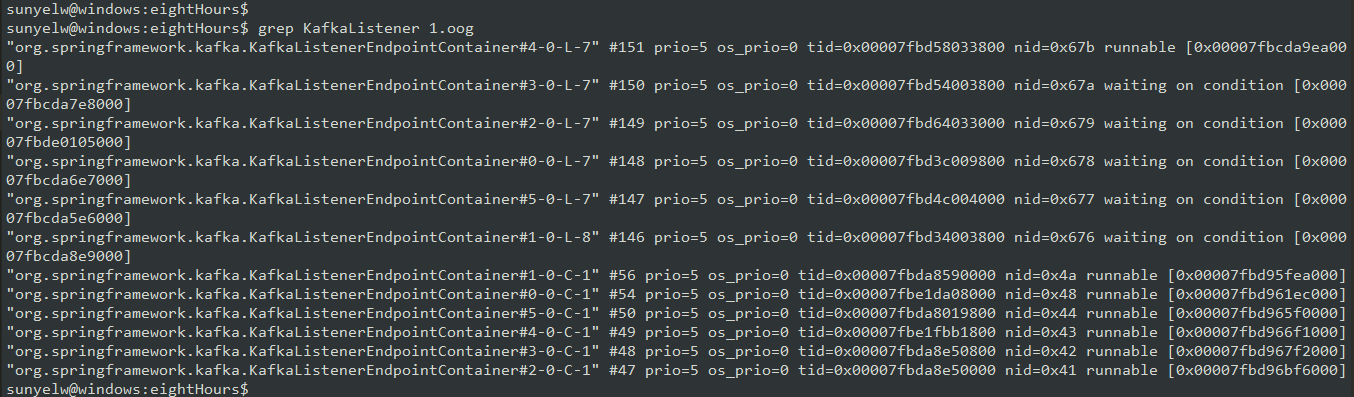 sunyelw@windows:eightHours$
sunyelw@windows:eightHours$ grep KafkaListener 1.oog
"org.springframework.kafka.KafkaListenerEndpointContainer#4-0-L-7" #151 prio=5 os_prio=0 tid=0x00007fbd58033800 nid=0x67b runnable [0x00007fbcda9ea00
0]
"org.springframework.kafka.KafkaListenerEndpointContainer#3-0-L-7" #150 prio=5 os_prio=0 tid=0x00007fbd54003800 nid=0x67a waiting on condition [0x000
07fbcda7e8000]
"org.springframework.kafka.KafkaListenerEndpointContainer#2-0-L-7" #149 prio=5 os_prio=0 tid=0x00007fbd64033000 nid=0x679 waiting on condition [0x000
07fbde0105000]
"org.springframework.kafka.KafkaListenerEndpointContainer#0-0-L-7" #148 prio=5 os_prio=0 tid=0x00007fbd3c009800 nid=0x678 waiting on condition [0x000
07fbcda6e7000]
"org.springframework.kafka.KafkaListenerEndpointContainer#5-0-L-7" #147 prio=5 os_prio=0 tid=0x00007fbd4c004000 nid=0x677 waiting on condition [0x000
07fbcda5e6000]
"org.springframework.kafka.KafkaListenerEndpointContainer#1-0-L-8" #146 prio=5 os_prio=0 tid=0x00007fbd34003800 nid=0x676 waiting on condition [0x000
07fbcda8e9000]
"org.springframework.kafka.KafkaListenerEndpointContainer#1-0-C-1" #56 prio=5 os_prio=0 tid=0x00007fbda8590000 nid=0x4a runnable [0x00007fbd95fea000]
"org.springframework.kafka.KafkaListenerEndpointContainer#0-0-C-1" #54 prio=5 os_prio=0 tid=0x00007fbe1da08000 nid=0x48 runnable [0x00007fbd961ec000]
"org.springframework.kafka.KafkaListenerEndpointContainer#5-0-C-1" #50 prio=5 os_prio=0 tid=0x00007fbda8019800 nid=0x44 runnable [0x00007fbd965f0000]
"org.springframework.kafka.KafkaListenerEndpointContainer#4-0-C-1" #49 prio=5 os_prio=0 tid=0x00007fbe1fbb1800 nid=0x43 runnable [0x00007fbd966f1000]
"org.springframework.kafka.KafkaListenerEndpointContainer#3-0-C-1" #48 prio=5 os_prio=0 tid=0x00007fbda8e50800 nid=0x42 runnable [0x00007fbd967f2000]
"org.springframework.kafka.KafkaListenerEndpointContainer#2-0-C-1" #47 prio=5 os_prio=0 tid=0x00007fbda8e50000 nid=0x41 runnable [0x00007fbd96bf6000]
sunyelw@windows:eightHours$